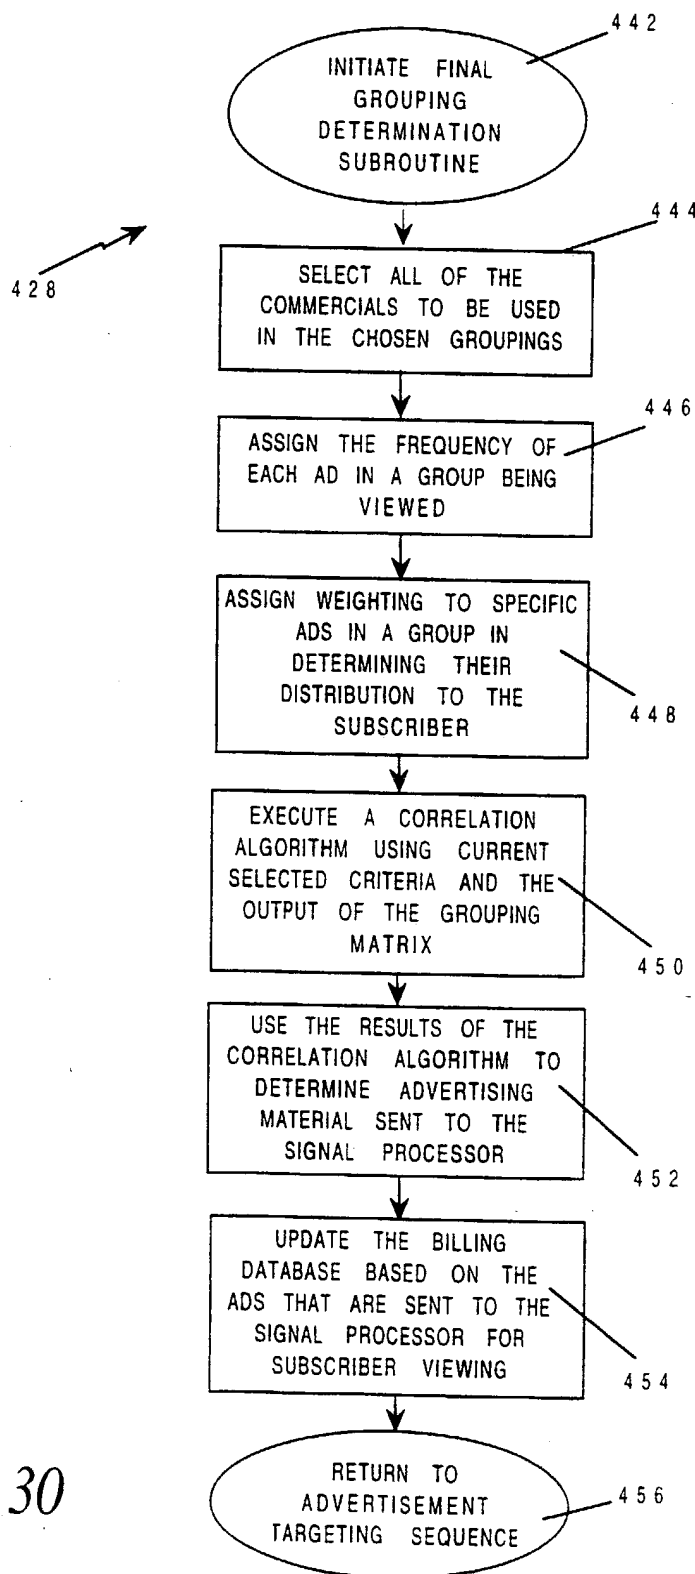 442
INITIATE FINAL
GROUPING
DETERMINATION
SUBROUTINE
428
444
SELECT ALL OF THE
COMMERCIALS TO BE USED
IN THE CHOSEN GROUPINGS
446
ASSIGN THE FREQUENCY OF
EACH AD IN A GROUP BEING
VIEWED
ASSIGN WEIGHTING TO SPECIFIC
ADS IN A GROUP IN
DETERMINING THEIR
DISTRIBUTION TO THE
SUBSCRIBER
448
EXECUTE A CORRELATION
ALGORITHM USING CURRENT
SELECTED CRITERIA AND THE
OUTPUT OF THE GROUPING
MATRIX
450
USE THE RESULTS OF THE
CORRELATION ALGORITHM TO
DETERMINE ADVERTISING
MATERIAL SENT TO THE
SIGNAL PROCESSOR
452
UPDATE THE BILLING
DATABASE BASED ON THE
ADS THAT ARE SENT TO THE
SIGNAL PROCESSOR FOR
SUBSCRIBER VIEWING
454
30
RETURN TO
ADVERTISEMENT
TARGETING SEQUENCE
456